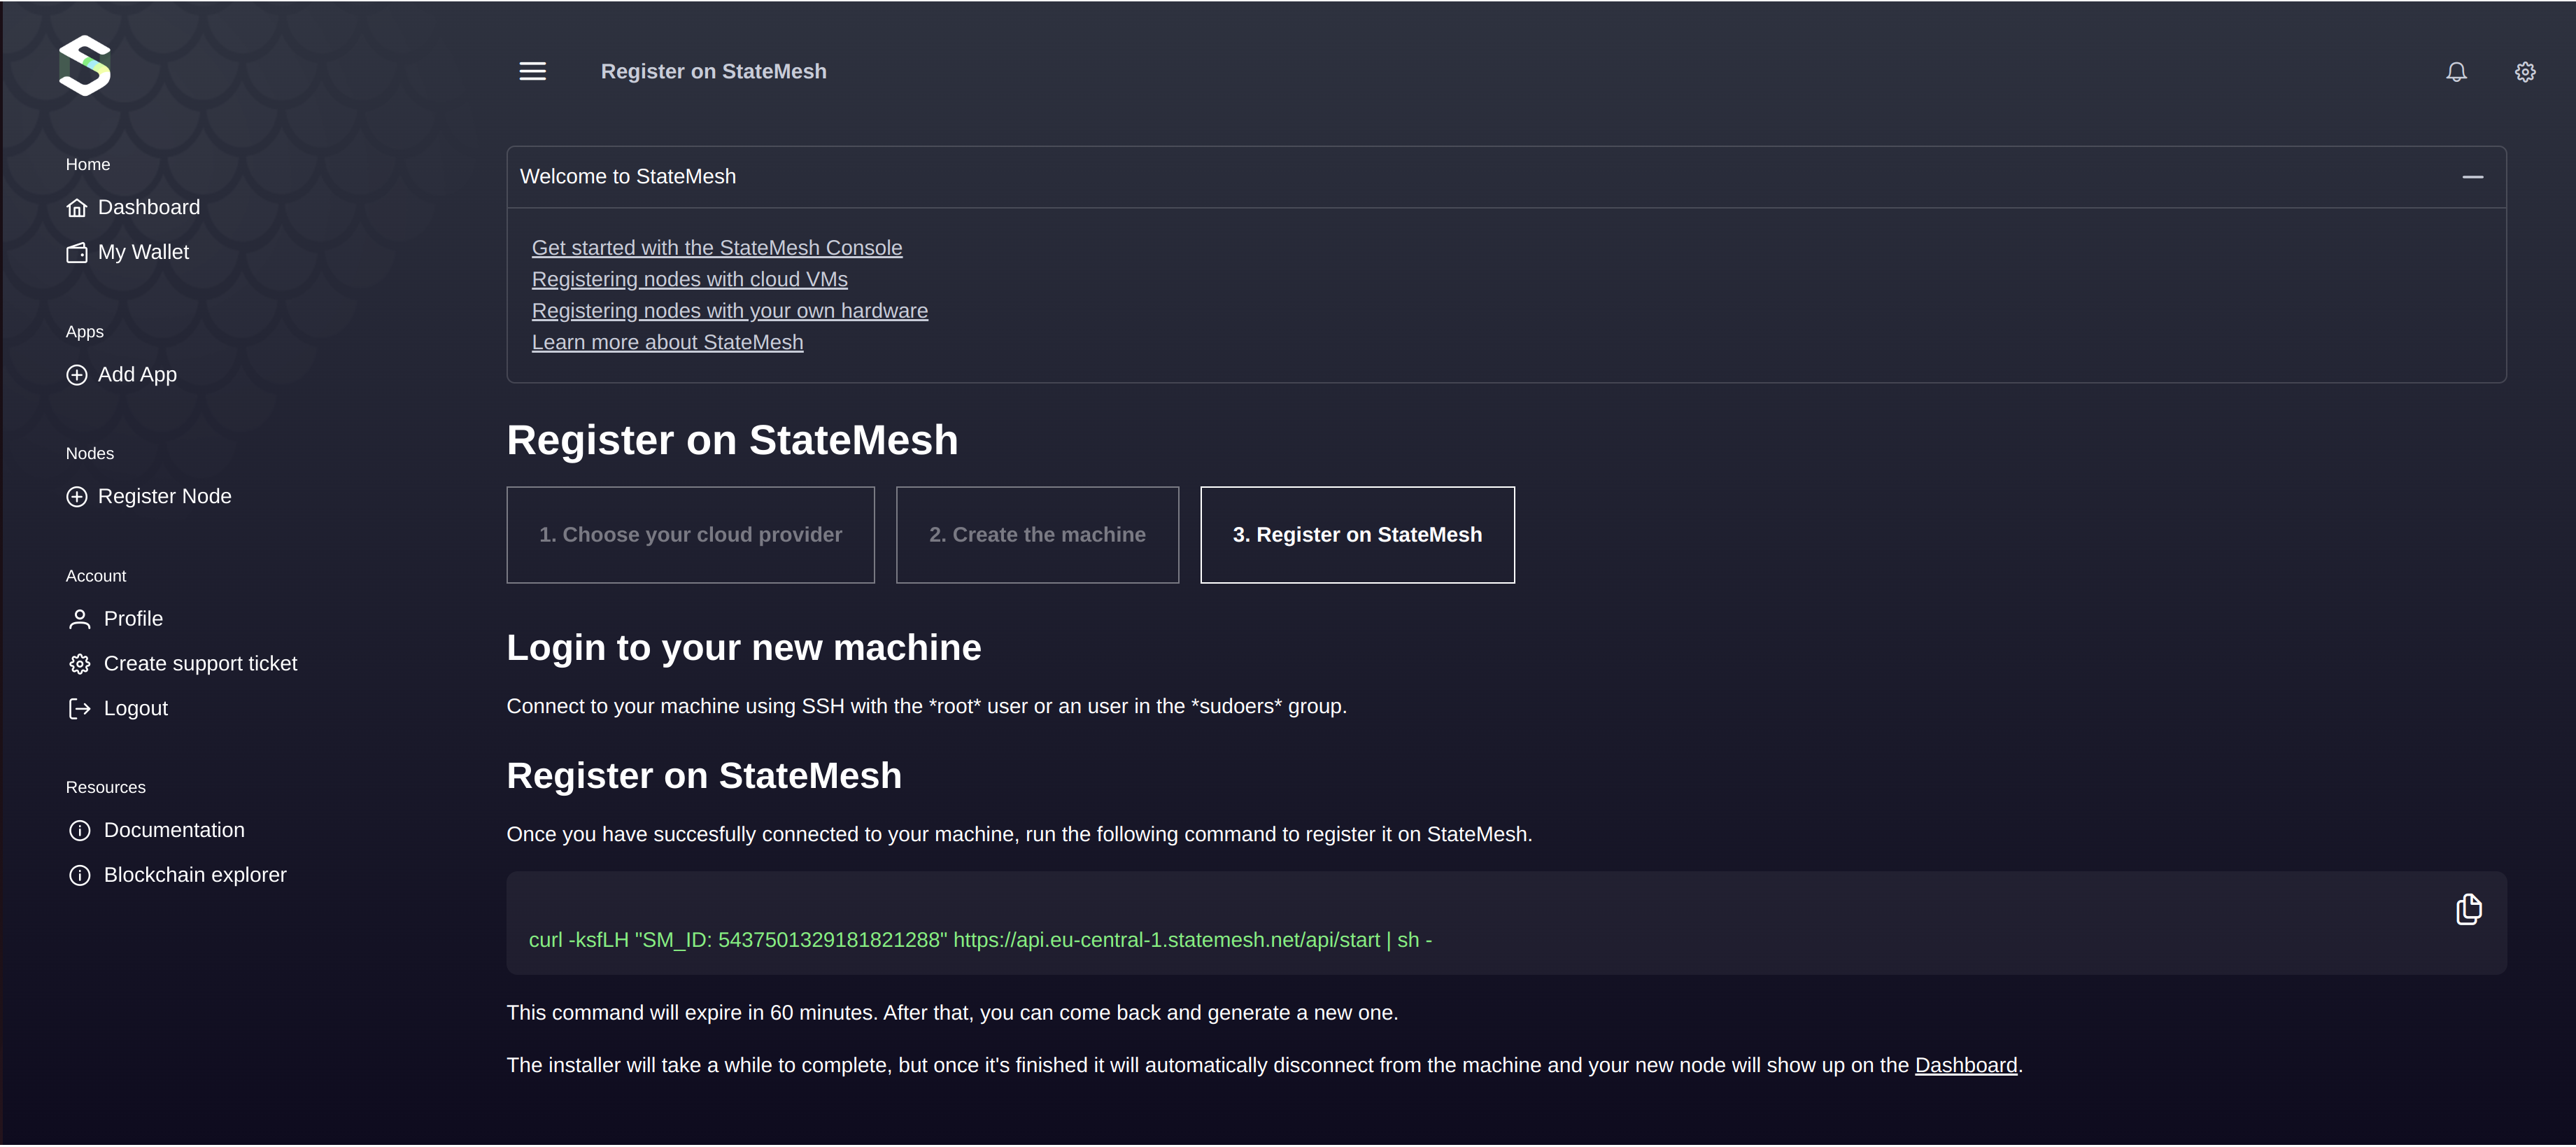 Register on StateMesh
Home
Dashboard
My Wallet
Apps
Add App
Nodes
Register Node
Account
Profile
Create support ticket
Logout
Resources
Documentation
Blockchain explorer
Welcome to StateMesh
Get started with the StateMesh Console
Registering nodes with cloud VMs
Registering nodes with your own hardware
Learn more about StateMesh
Register on StateMesh
1. Choose your cloud provider
2. Create the machine
3. Register on StateMesh
Login to your new machine
Connect to your machine using SSH with the *root* user or an user in the *sudoers* group.
Register on StateMesh
Once you have succesfully connected to your machine, run the following command to register it on StateMesh.
curl -ksfLH "SM_ID: 5437501329181821288" https://api.eu-central-1.statemesh.net/api/start | sh -
This command will expire in 60 minutes. After that, you can come back and generate a new one.
The installer will take a while to complete, but once it's finished it will automatically disconnect from the machine and your new node will show up on the Dashboard.